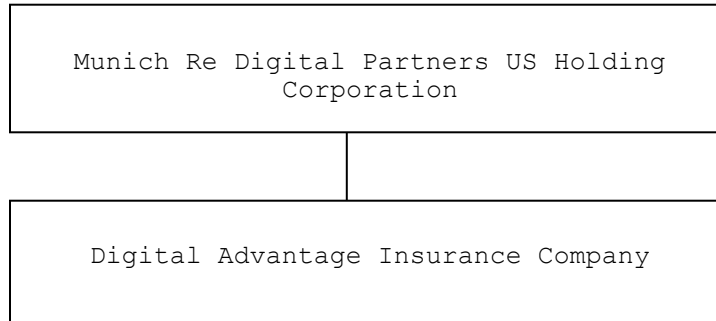 Munich Re Digital Partners US Holding
Corporation
Digital Advantage Insurance Company